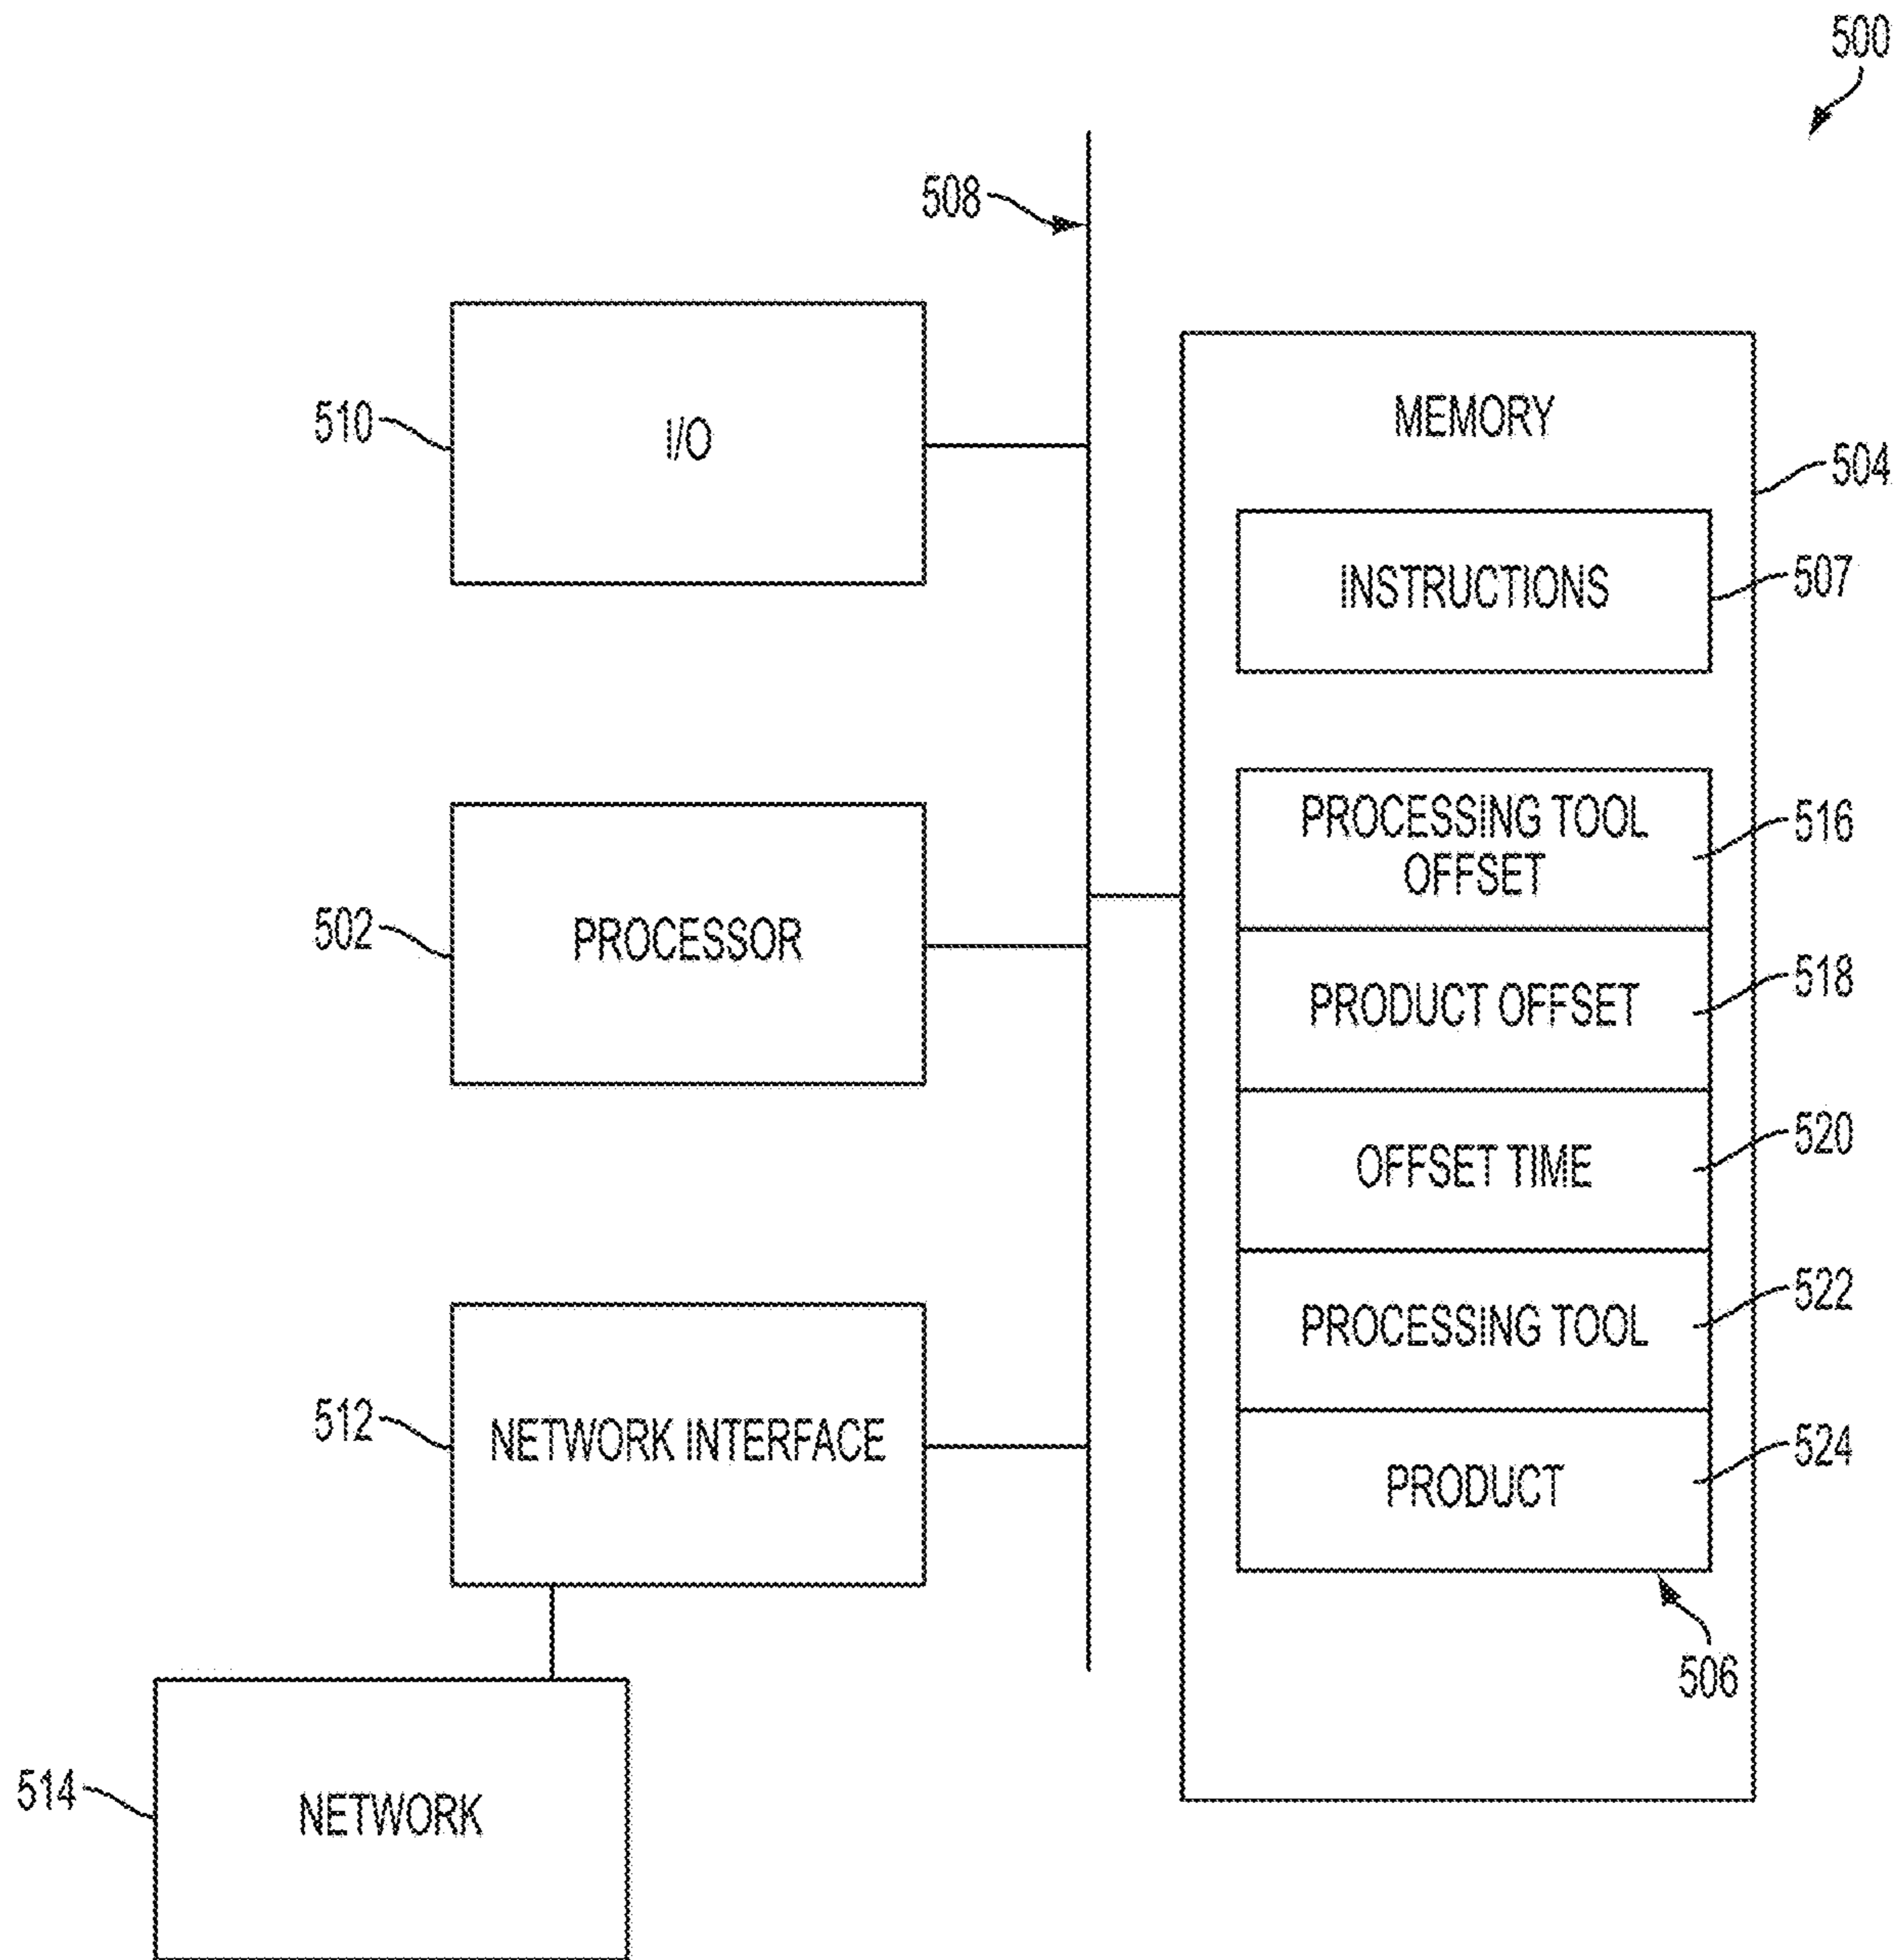 500
508
510
I/O
MEMORY
504
INSTRUCTIONS
507
PROCESSING TOOL
OFFSET
516
502
PROCESSOR
PRODUCT OFFSET
518
OFFSET TIME
520
PROCESSING TOOL
522
512
NETWORK INTERFACE
PRODUCT
524
506
514
NETWORK